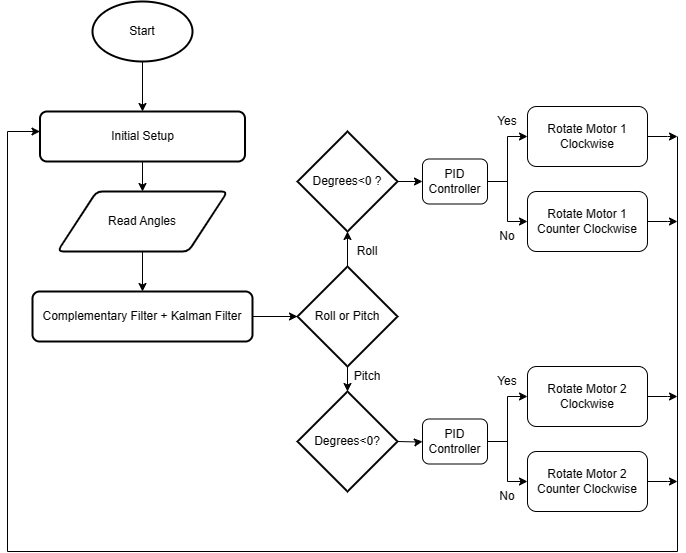 Start
Initial Setup
Read Angles
Complementary Filter + Kalman Filter
Roll or Pitch
Roll
Degrees<0 ?
PID
Controller
Yes
Rotate Motor 1
Clockwise
No
Rotate Motor 1
Counter Clockwise
Pitch
Degrees<0?
PID
Controller
Yes
Rotate Motor 2
Clockwise
No
Rotate Motor 2
Counter Clockwise